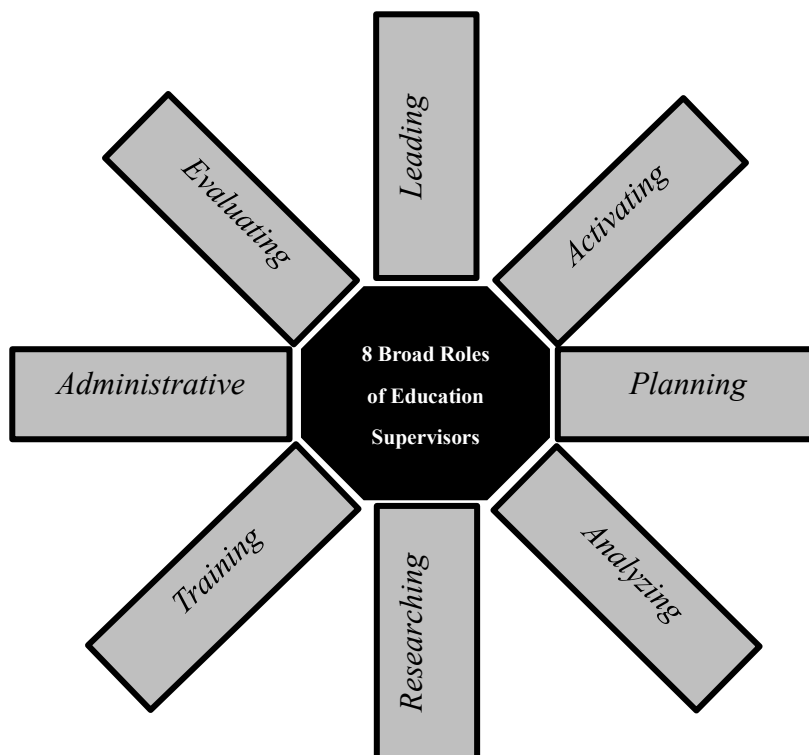 Leading
Activating
Planning
Analyzing
Researching
Training
Administrative
Evaluating
8 Broad Roles
of Education
Supervisors